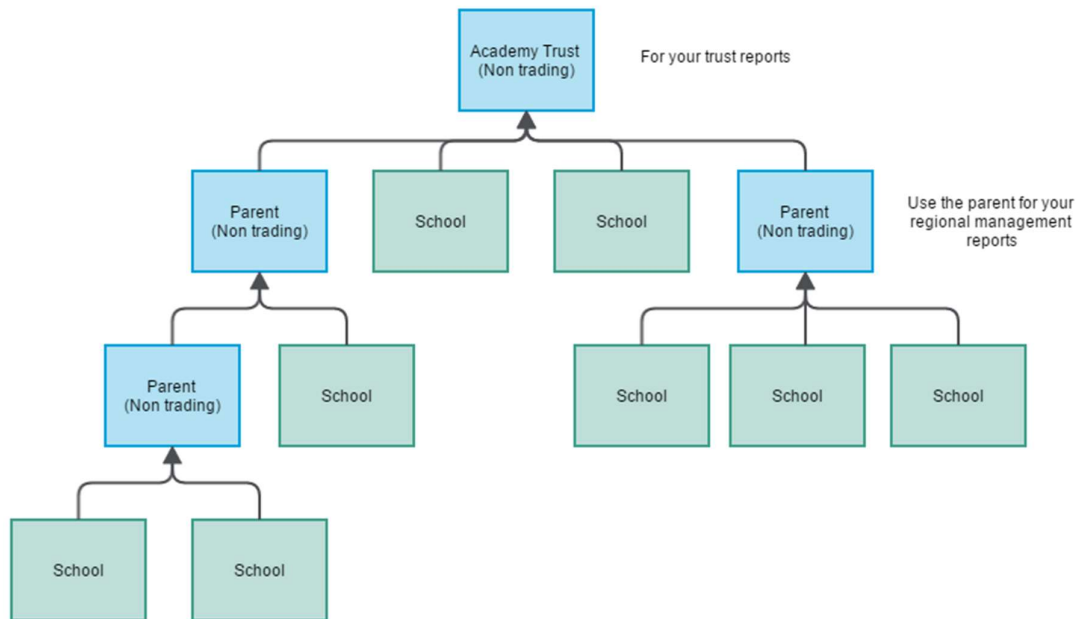 Academy Trust
(Non trading)
For your trust reports
Parent
(Non trading)
School
School
Parent
(Non trading)
Use the parent for your
regional management
reports
Parent
(Non trading)
School
School
School
School
School
School